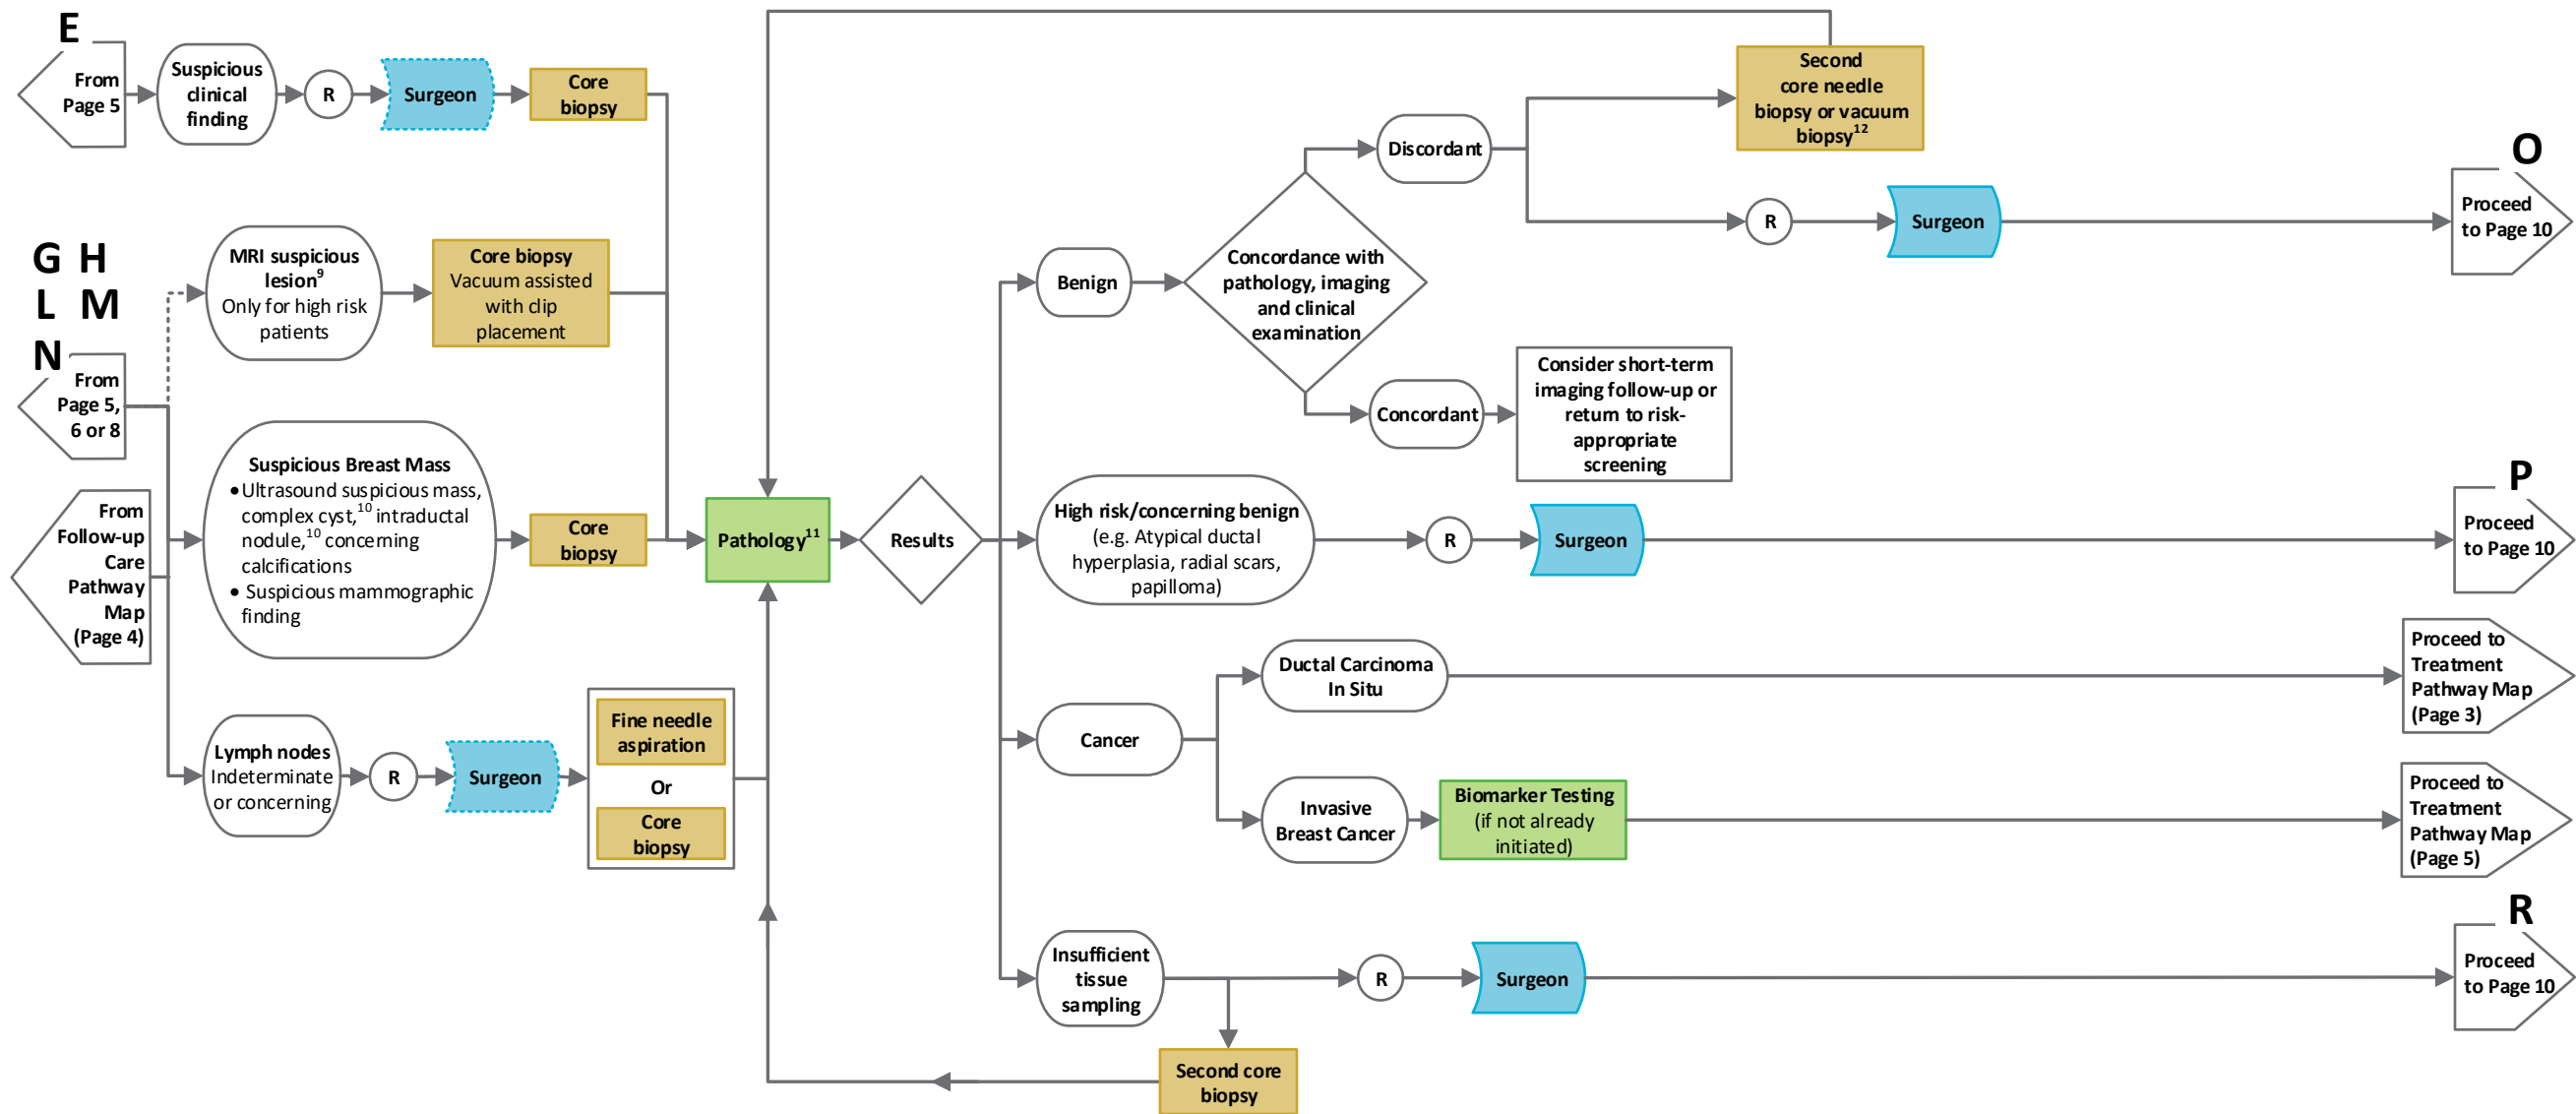 E
From
Page 5
Suspicious
clinical
finding
R
Surgeon
Core
biopsy
G H
L M
N
From
Page 5,
6 or 8
MRI suspicious
lesion9
Only for high risk
patients
Core biopsy
Vacuum assisted
with clip
placement
From
Follow-up
Care
Pathway
Map
(Page 4)
Suspicious Breast Mass
• Ultrasound suspicious mass,
complex cyst,10 intraductal
nodule,10 concerning
calcifications
• Suspicious mammographic
finding
Core
biopsy
Lymph nodes
Indeterminate
or concerning
R
Surgeon
Fine needle
aspiration
Or
Core
biopsy
Pathology11
Results
Benign
Concordance with
pathology, imaging
and clinical
examination
Discordant
Second
core needle
biopsy or vacuum
biopsy12
R
Surgeon
O
Proceed
to Page 10
Concordant
Consider short-term
imaging follow-up or
return to risk-
appropriate
screening
High risk/concerning benign
(e.g. Atypical ductal
hyperplasia, radial scars,
papilloma)
R
Surgeon
P
Proceed
to Page 10
Cancer
Ductal Carcinoma
In Situ
Proceed to
Treatment
Pathway Map
(Page 3)
Invasive
Breast Cancer
Biomarker Testing
(if not already
initiated)
Proceed to
Treatment
Pathway Map
(Page 5)
Insufficient
tissue
sampling
R
Surgeon
R
Proceed
to Page 10
Second core
biopsy